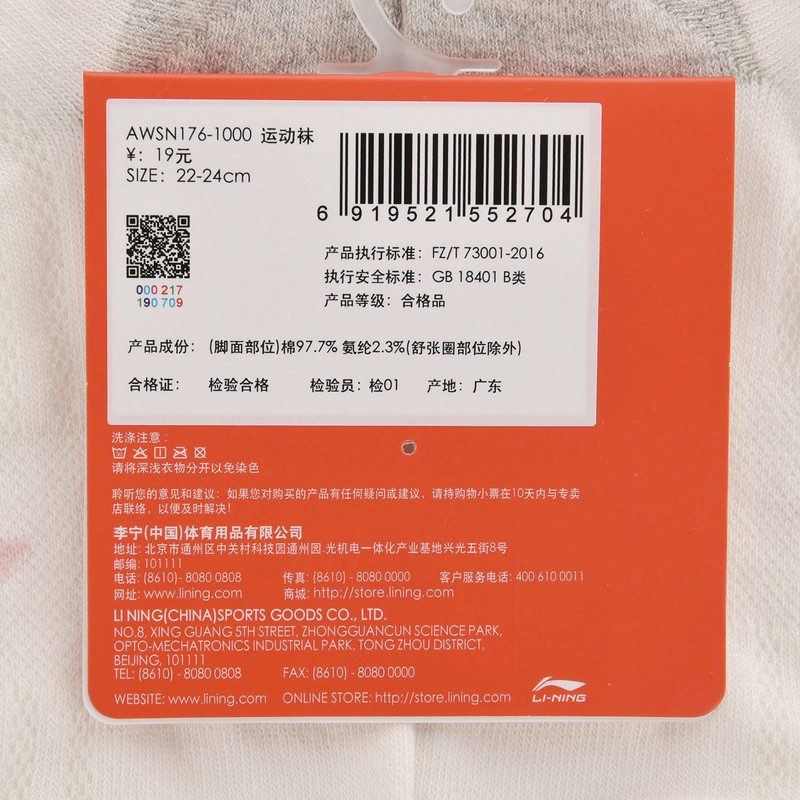 AWSN176-1000 运动袜
¥: 19元
SIZE: 22-24cm
6 919521 552704
000 217
190 709
产品执行标准: FZ/T 73001-2016
执行安全标准: GB 18401 B类
产品等级: 合格品
产品成份: (脚面部位)棉97.7% 氨纶2.3%(舒张圈部位除外)
合格证: 检验合格 检验员: 检01 产地: 广东
洗涤注意:
请将深浅衣物分开以免染色
聆听您的意见和建议: 如果您对购买的产品有任何疑问或建议, 请持购物小票在10天内与专卖
店联络, 以便及时解决!
李宁(中国)体育用品有限公司
地址: 北京市通州区中关村科技园通州园.光机电一体化产业基地兴光五街8号
邮编: 101111
电话: (8610)- 8080 0808 传真: (8610)- 8080 0000 客户服务电话: 400 610 0011
网址: www.lining.com 商城: http://store.lining.com
LI NING(CHINA)SPORTS GOODS CO., LTD.
NO.8, XING GUANG 5TH STREET, ZHONGGUANCUN SCIENCE PARK,
OPTO-MECHATRONICS INDUSTRIAL PARK, TONG ZHOU DISTRICT,
BEIJING, 101111
TEL: (8610) - 8080 0808 FAX: (8610) - 8080 0000
WEBSITE: www.lining.com ONLINE STORE: http://store.lining.com
LI-NING